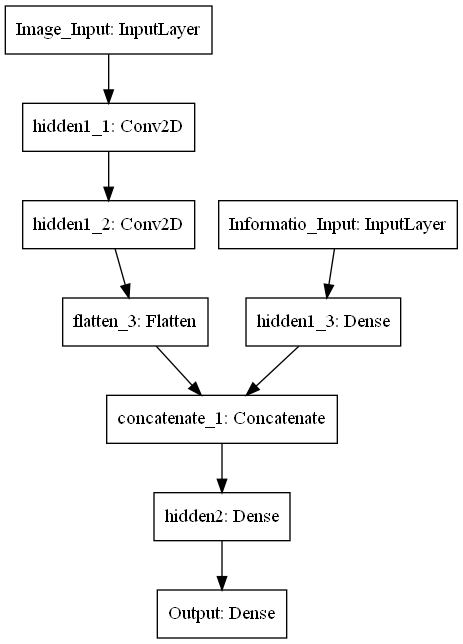 Image_Input: InputLayer
hidden1_1: Conv2D
hidden1_2: Conv2D
Informatio_Input: InputLayer
flatten_3: Flatten
hidden1_3: Dense
concatenate_1: Concatenate
hidden2: Dense
Output: Dense